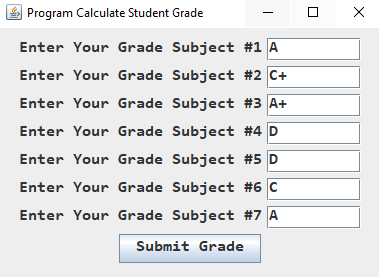 Program Calculate Student Grade
Enter Your Grade Subject #1 A
Enter Your Grade Subject #2 C+
Enter Your Grade Subject #3 A+
Enter Your Grade Subject #4 D
Enter Your Grade Subject #5 D
Enter Your Grade Subject #6 C
Enter Your Grade Subject #7 A
Submit Grade